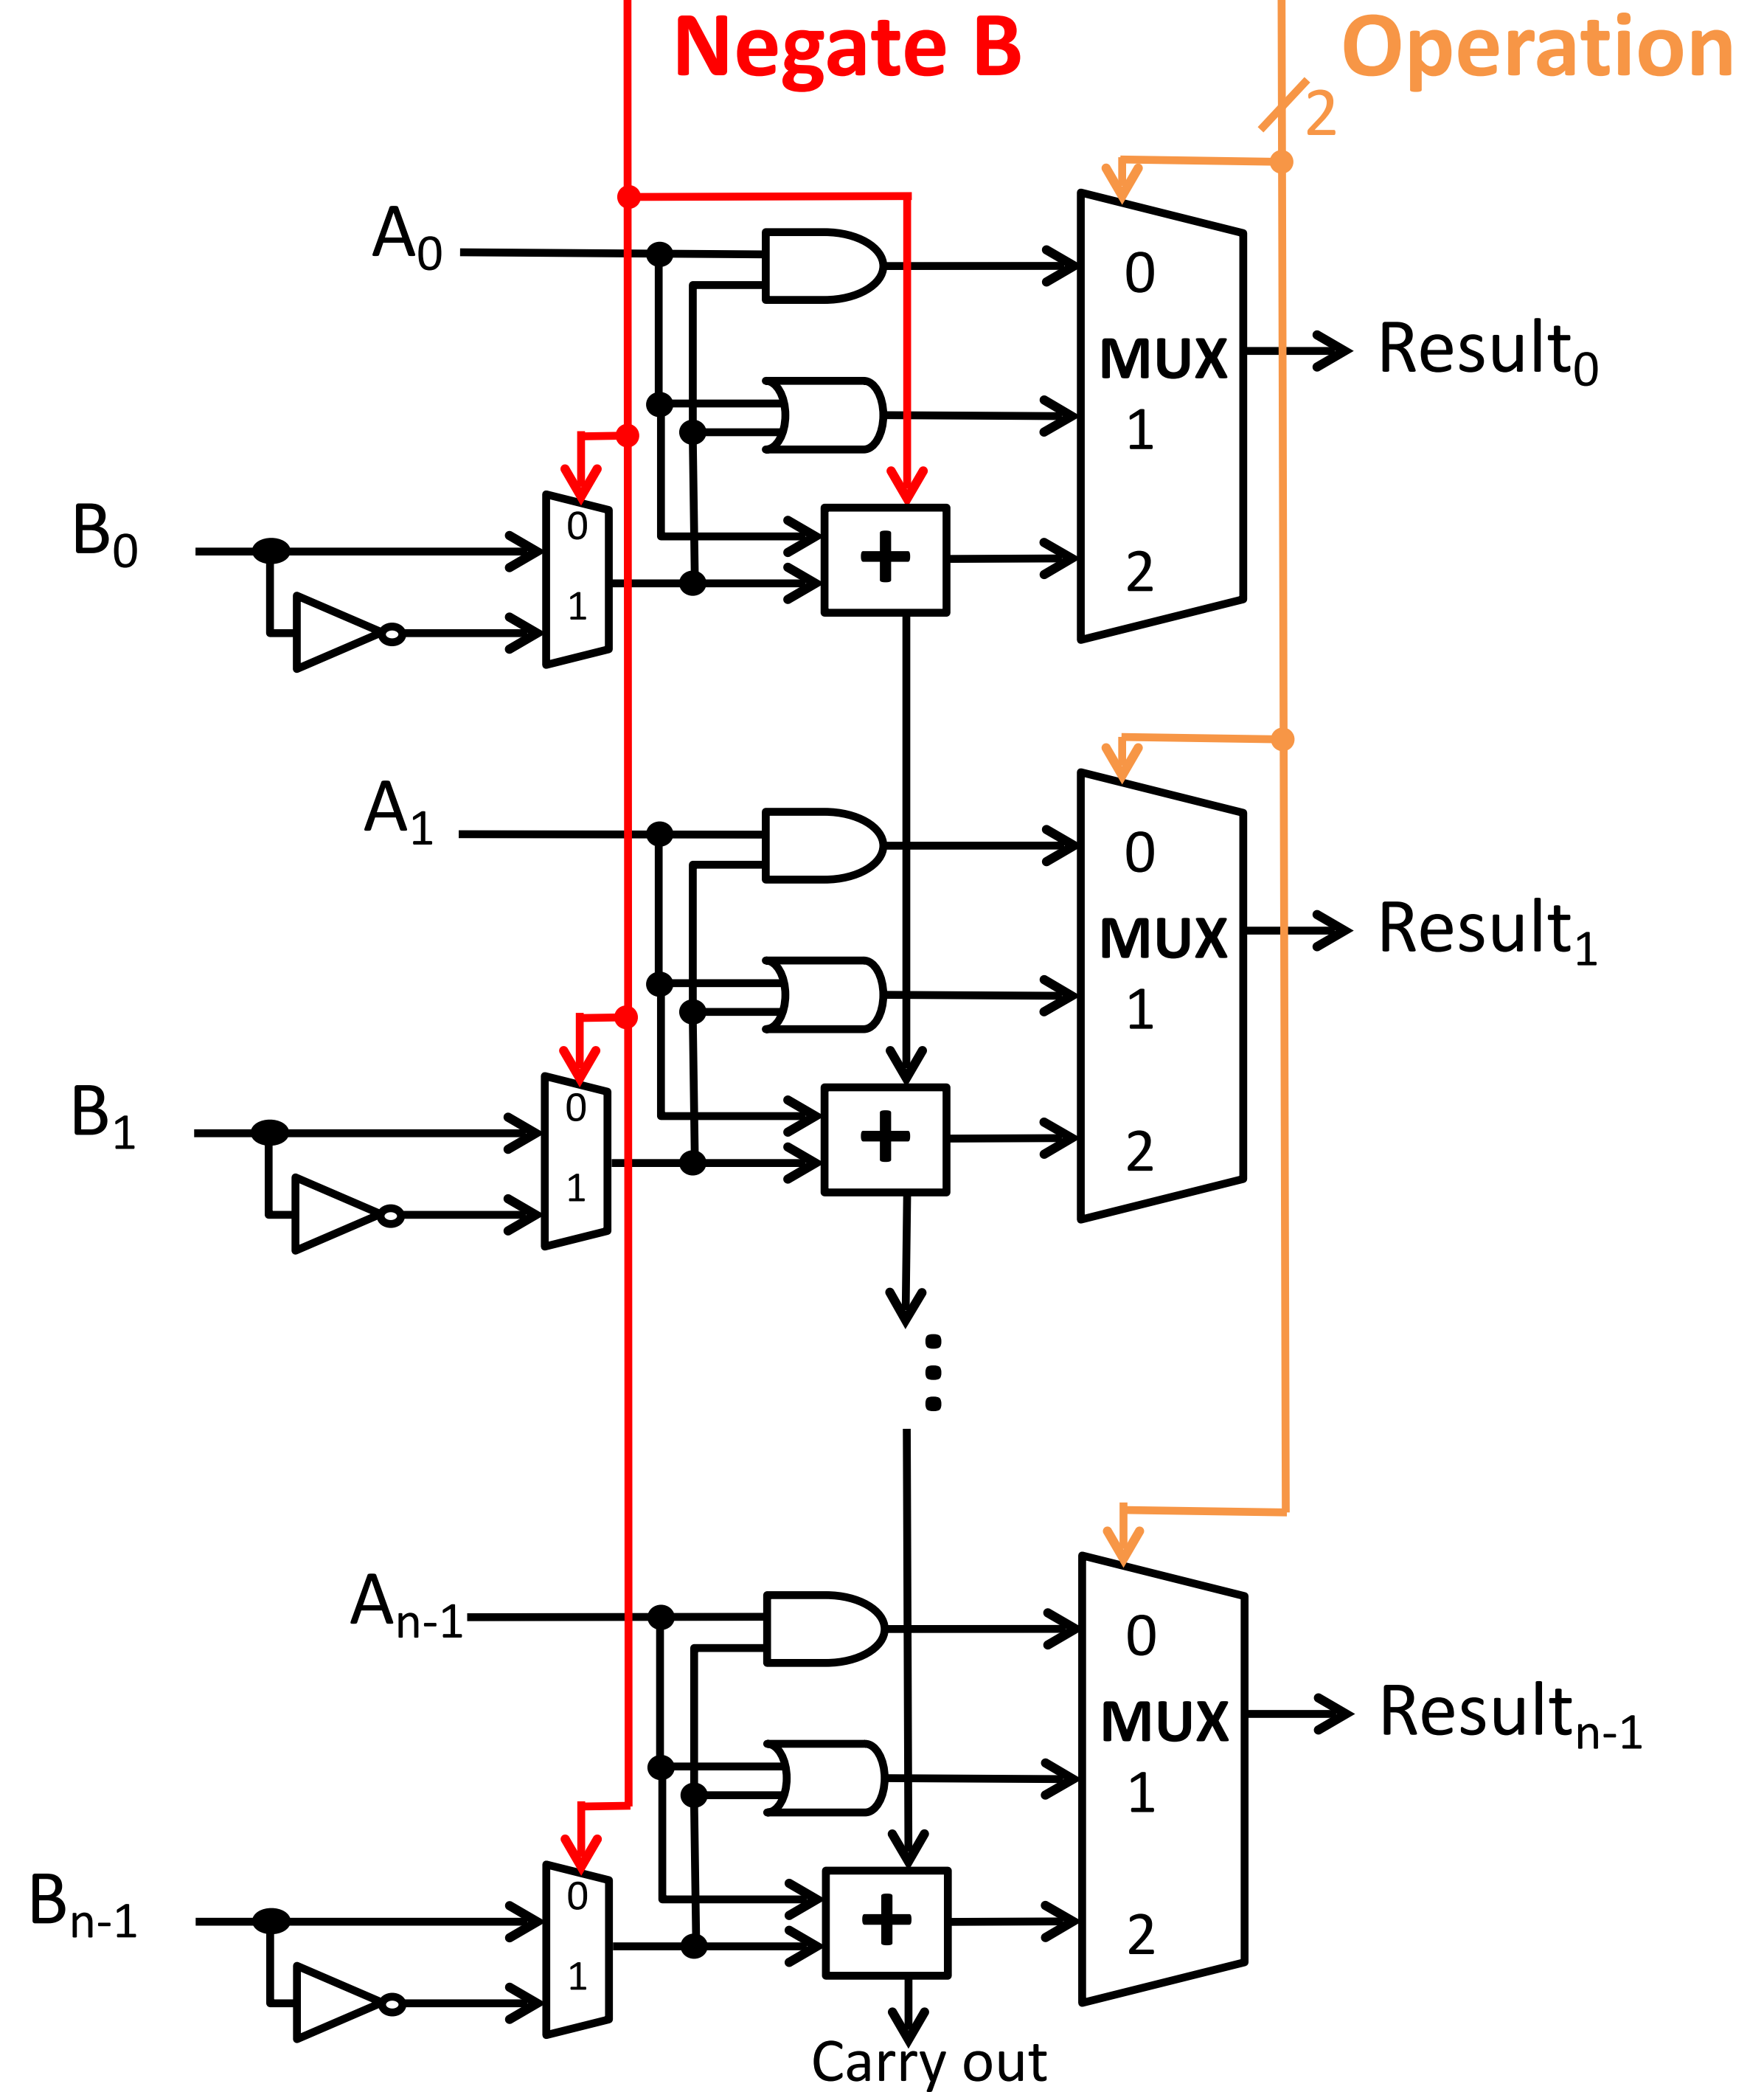 Negate B
Operation
2
A0
0
MUX
Result0
1
B0
0
1
+
2
A1
0
MUX
Result1
1
B1
0
1
+
2
An-1
0
MUX
Resultn-1
1
Bn-1
0
1
+
2
Carry out